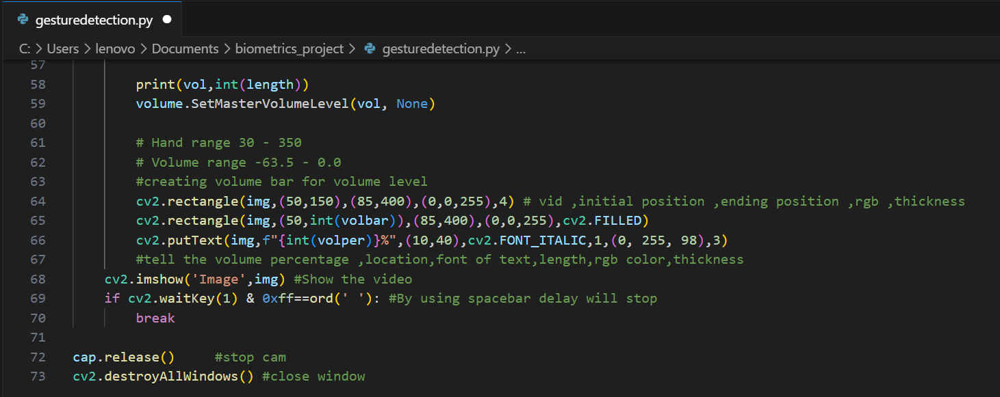 gesturedetection.py
C: > Users > lenovo > Documents > biometrics_project > gesturedetection.py > ...
57
58 print(vol,int(length))
59 volume.SetMasterVolumeLevel(vol, None)
60
61 # Hand range 30 - 350
62 # Volume range -63.5 - 0.0
63 #creating volume bar for volume level
64 cv2.rectangle(img,(50,150),(85,400),(0,0,255),4) # vid ,initial position ,ending position ,rgb ,thickness
65 cv2.rectangle(img,(50,int(volbar)),(85,400),(0,0,255),cv2.FILLED)
66 cv2.putText(img,f"{int(volper)}%",(10,40),cv2.FONT_ITALIC,1,(0, 255, 98),3)
67 #tell the volume percentage ,location,font of text,length,rgb color,thickness
68 cv2.imshow('Image',img) #Show the video
69 if cv2.waitKey(1) & 0xff==ord(' '): #By using spacebar delay will stop
70 break
71
72 cap.release() #stop cam
73 cv2.destroyAllWindows() #close window